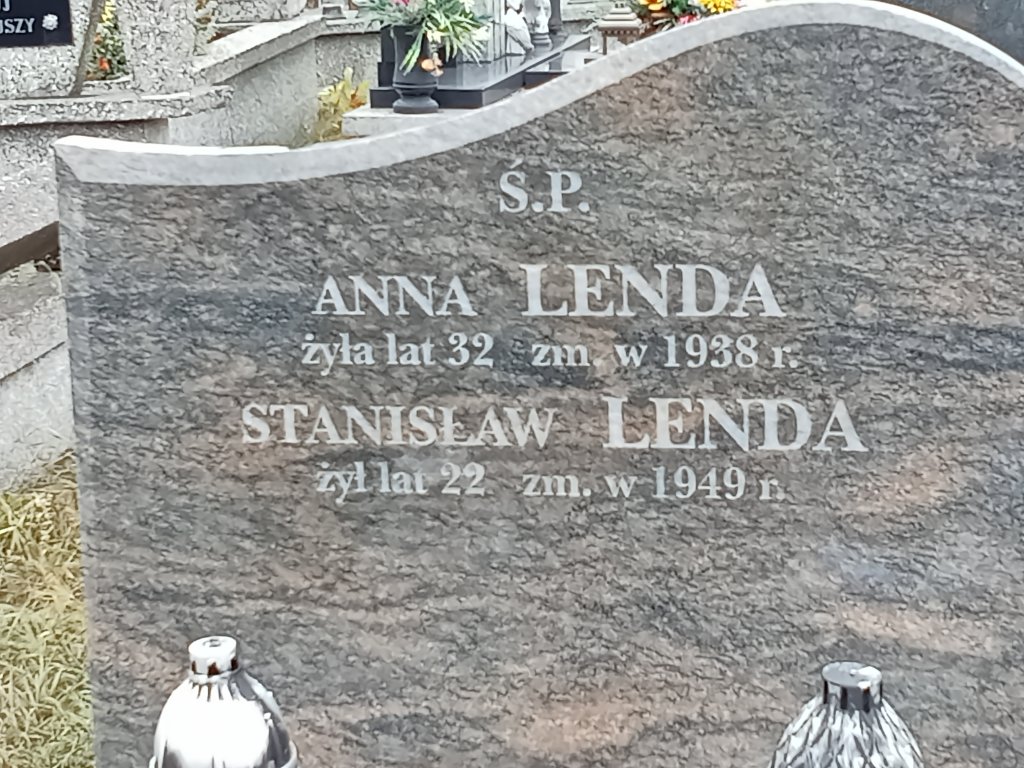 Ś.P.
ANNA LENDA
żyła lat 32 zm. w 1938 r.
STANISŁAW LENDA
żył lat 22 zm. w 1949 r.